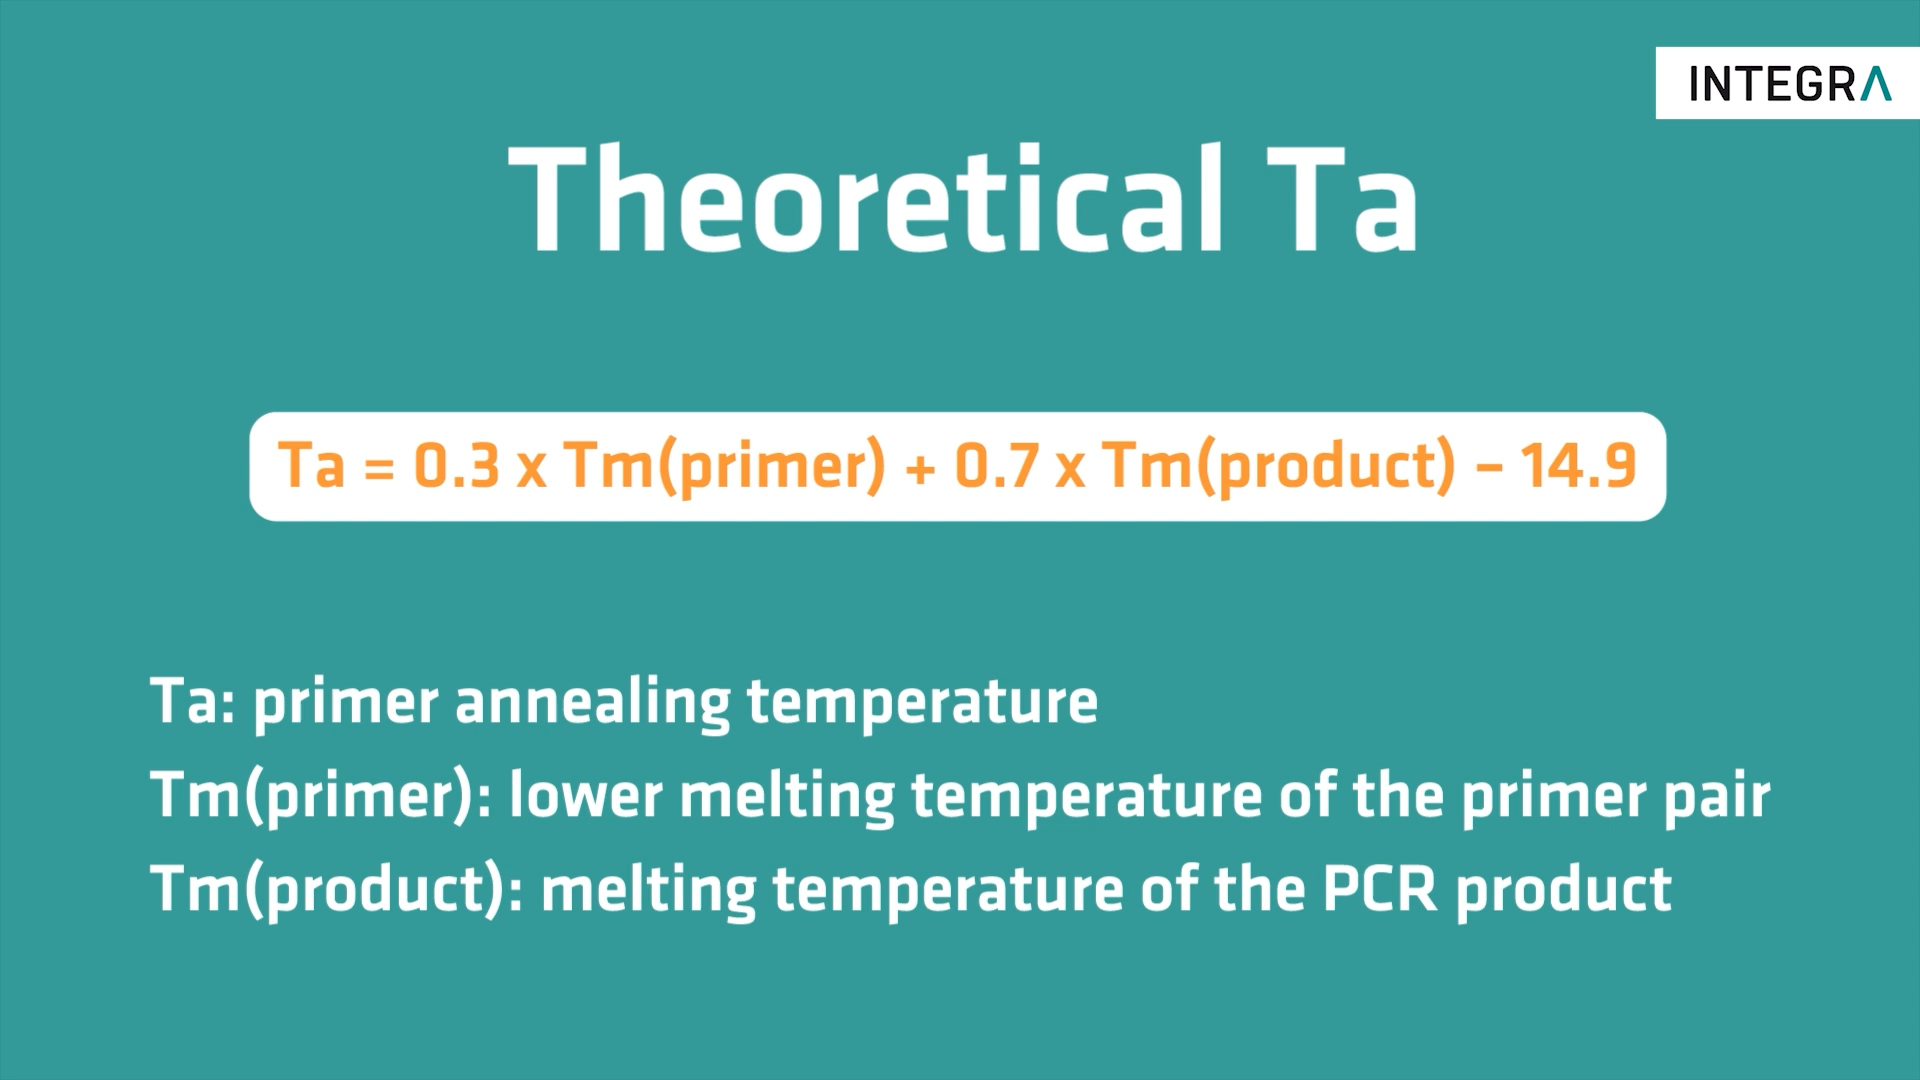 INTEGRA
Theoretical Ta
Ta = 0.3 x Tm(primer) + 0.7 x Tm(product) – 14.9
Ta: primer annealing temperature
Tm(primer): lower melting temperature of the primer pair
Tm(product): melting temperature of the PCR product